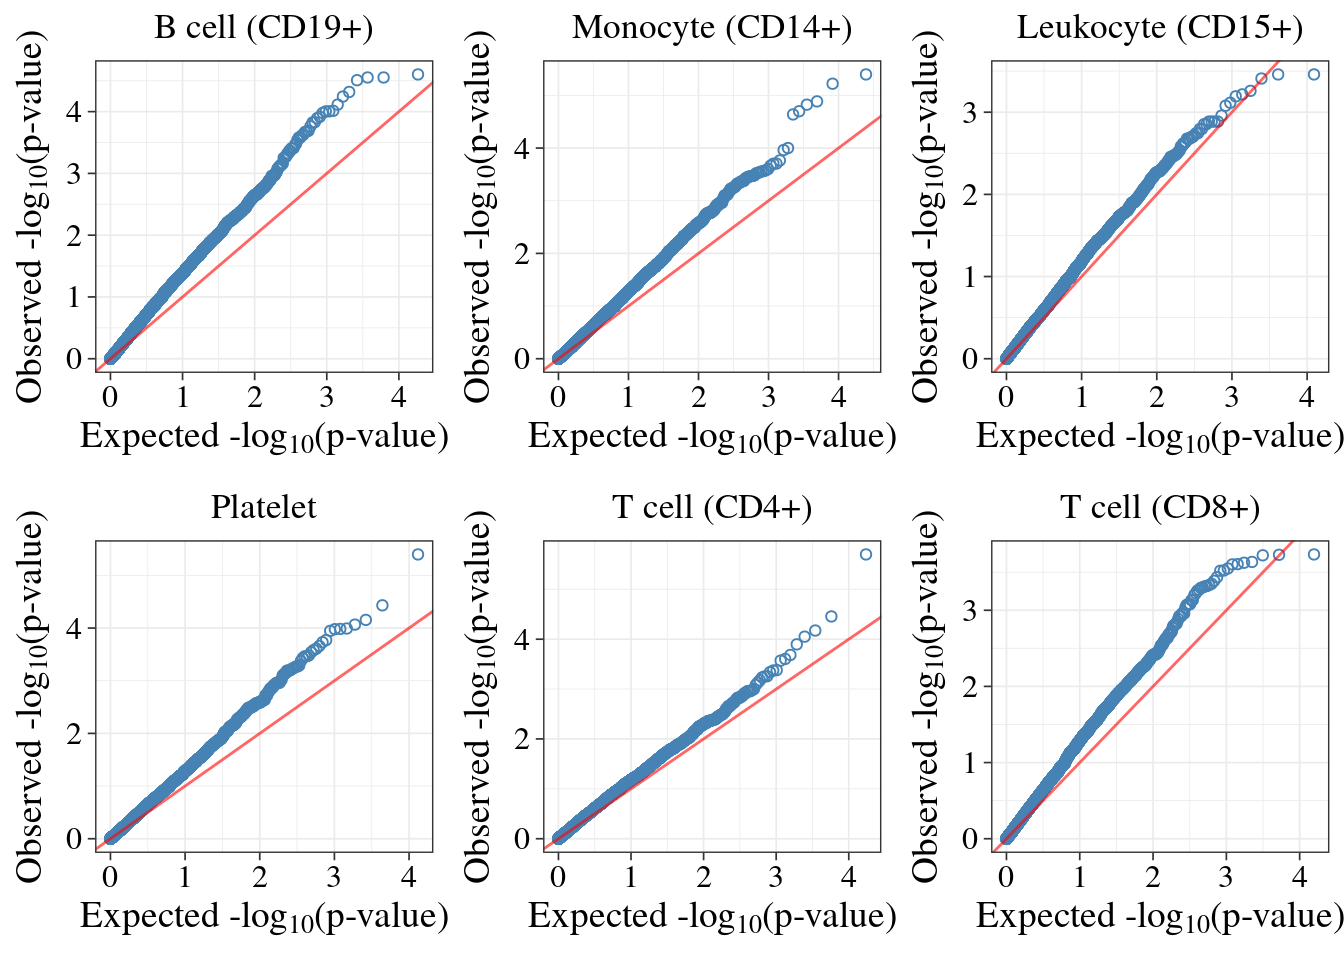 B cell (CD19+)
Observed -log10(p-value)
4
3
2
1
0
0 1 2 3 4
Expected -log10(p-value)
Monocyte (CD14+)
Observed -log10(p-value)
4
2
0
0 1 2 3 4
Expected -log10(p-value)
Leukocyte (CD15+)
Observed -log10(p-value)
3
2
1
0
0 1 2 3 4
Expected -log10(p-value)
Platelet
Observed -log10(p-value)
4
2
0
0 1 2 3 4
Expected -log10(p-value)
T cell (CD4+)
Observed -log10(p-value)
4
2
0
0 1 2 3 4
Expected -log10(p-value)
T cell (CD8+)
Observed -log10(p-value)
3
2
1
0
0 1 2 3 4
Expected -log10(p-value)